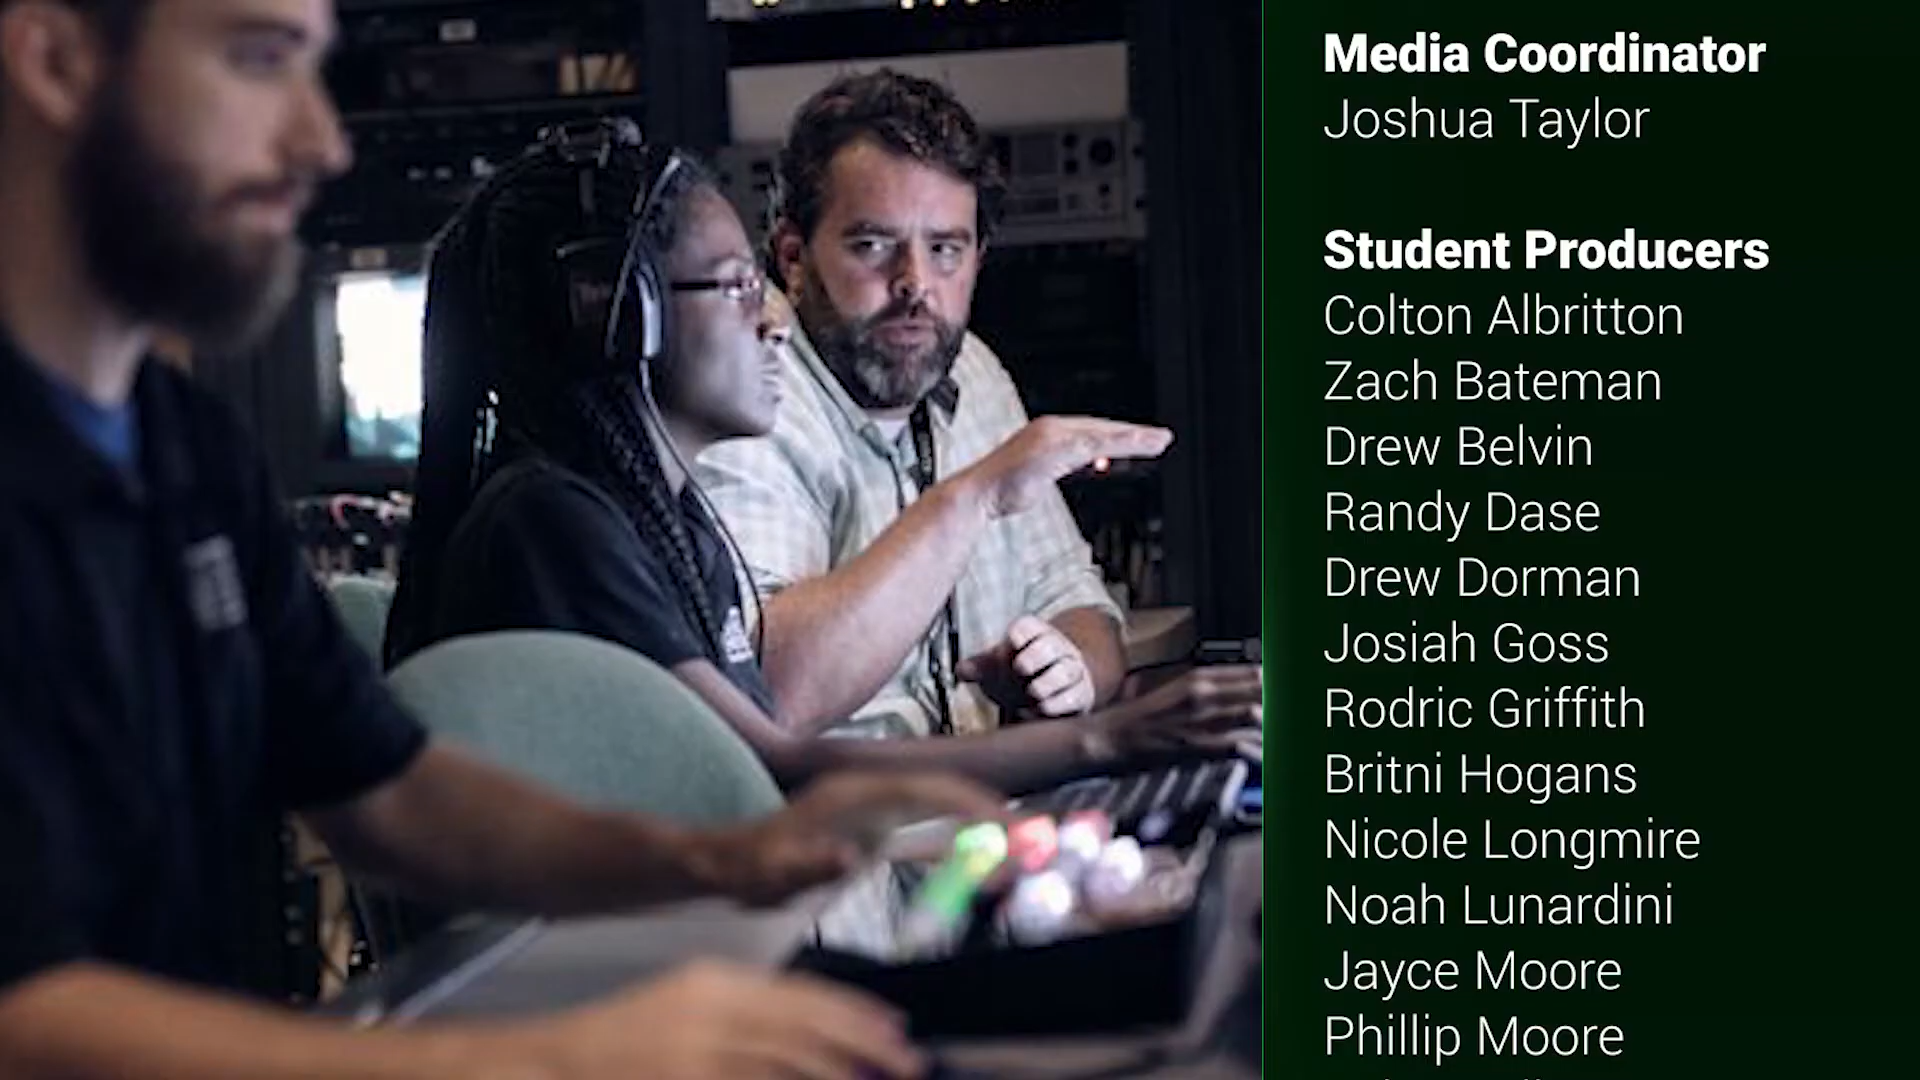 Media Coordinator
Joshua Taylor
Student Producers
Colton Albritton
Zach Bateman
Drew Belvin
Randy Dase
Drew Dorman
Josiah Goss
Rodric Griffith
Britni Hogans
Nicole Longmire
Noah Lunardini
Jayce Moore
Phillip Moore